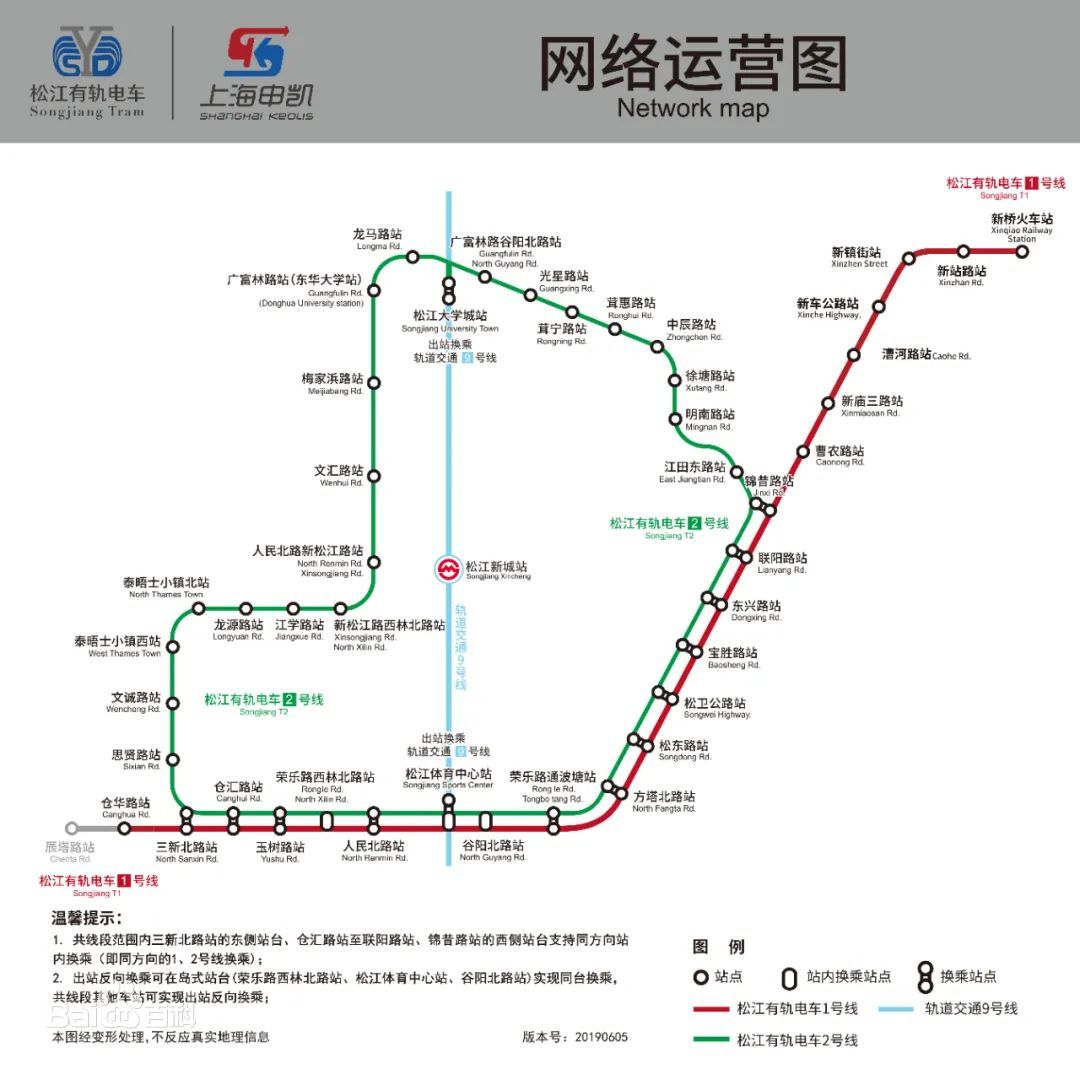 松江有轨电车
Songjiang Tram
上海申凯
SHANGHAI KEOLIS
网络运营图
Network map
松江有轨电车1号线
Songjiang T1
新桥火车站
Xinqiao Railway
Station
新站路站
Xinzhan Rd.
新镇街站
Xinzhen Street
新车公路站
Xinche Highway.
漕河路站Caohe Rd.
新庙三路站
Xinmiaosan Rd.
曹农路站
Caonong Rd.
龙马路站
Longma Rd.
广富林路谷阳北路站
Guangfulin Rd.
North Guyang Rd.
广富林路站(东华大学站)
Guangfulin Rd.
(Donghua University station)
光星路站
Guangxing Rd.
松江大学城站
Songjiang University Town
出站换乘
轨道交通9号线
茸宁路站
Rongning Rd.
茸惠路站
Ronghui Rd.
中辰路站
Zhongchen Rd.
徐塘路站
Xutang Rd.
明南路站
Mingnan Rd.
江田东路站
East Jiangtian Rd.
锦昔路站
Jinxi Rd.
梅家浜路站
Meijiabang Rd.
文汇路站
Wenhui Rd.
松江有轨电车2号线
Songjiang T2
联阳路站
Lianyang Rd.
人民北路新松江路站
North Renmin Rd.
Xinsongjiang Rd.
松江新城站
Songjiang Xincheng
泰晤士小镇北站
North Thames Town
龙源路站
Longyuan Rd.
江学路站
Jiangxue Rd.
新松江路西林北路站
Xinsongjiang Rd.
North Xilin Rd.
轨道交通9号线
东兴路站
Dongxing Rd.
泰晤士小镇西站
West Thames Town
宝胜路站
Baosheng Rd.
文诚路站
Wencheng Rd.
松江有轨电车2号线
Songjiang T2
松卫公路站
Songwei Highway.
思贤路站
Sixian Rd.
出站换乘
轨道交通9号线
松东路站
Songdong Rd.
仓华路站
Canghua Rd.
仓汇路站
Canghui Rd.
荣乐路西林北路站
Rongle Rd.
North Xilin Rd.
松江体育中心站
Songjiang Sports Center
荣乐路通波塘站
Rong le Rd.
Tongbo tang Rd.
方塔北路站
North Fangta Rd.
辰塔路站
Chenta Rd.
三新北路站
North Sanxin Rd.
玉树路站
Yushu Rd.
人民北路站
North Renmin Rd.
谷阳北路站
North Guyang Rd.
松江有轨电车1号线
Songjiang T1
温馨提示：
1. 共线段范围内三新北路站的东侧站台、仓汇路站至联阳路站、锦昔路站的西侧站台支持同方向站
内换乘（即同方向的1、2号线换乘）；
2. 出站反向换乘可在岛式站台(荣乐路西林北路站、松江体育中心站、谷阳北路站)实现同台换乘，
共线段其他车站可实现出站反向换乘；
Baidu百科
本图经变形处理，不反应真实地理信息
版本号：20190605
图 例
站点
站内换乘站点
换乘站点
松江有轨电车1号线
轨道交通9号线
松江有轨电车2号线